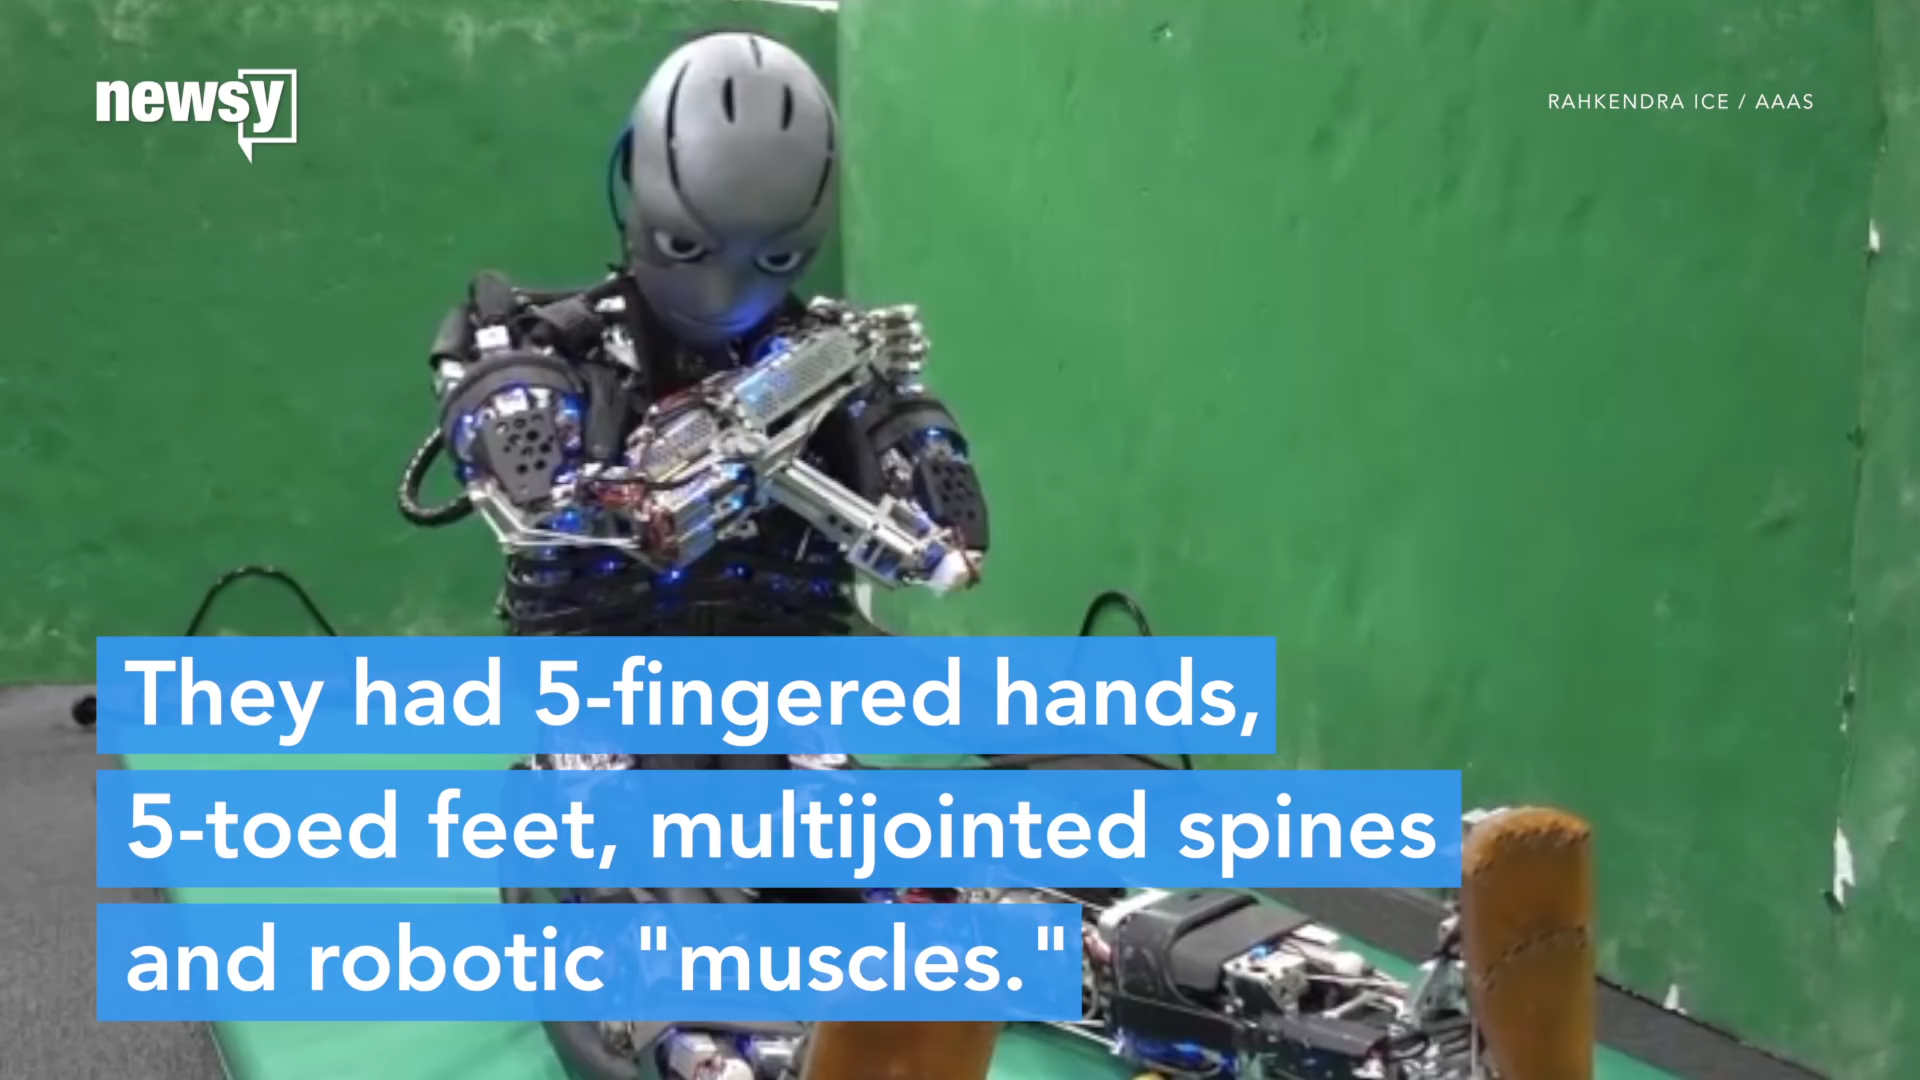 newsy
RAHKENDRA ICE / AAAS
They had 5-fingered hands,
5-toed feet, multijointed spines
and robotic "muscles."